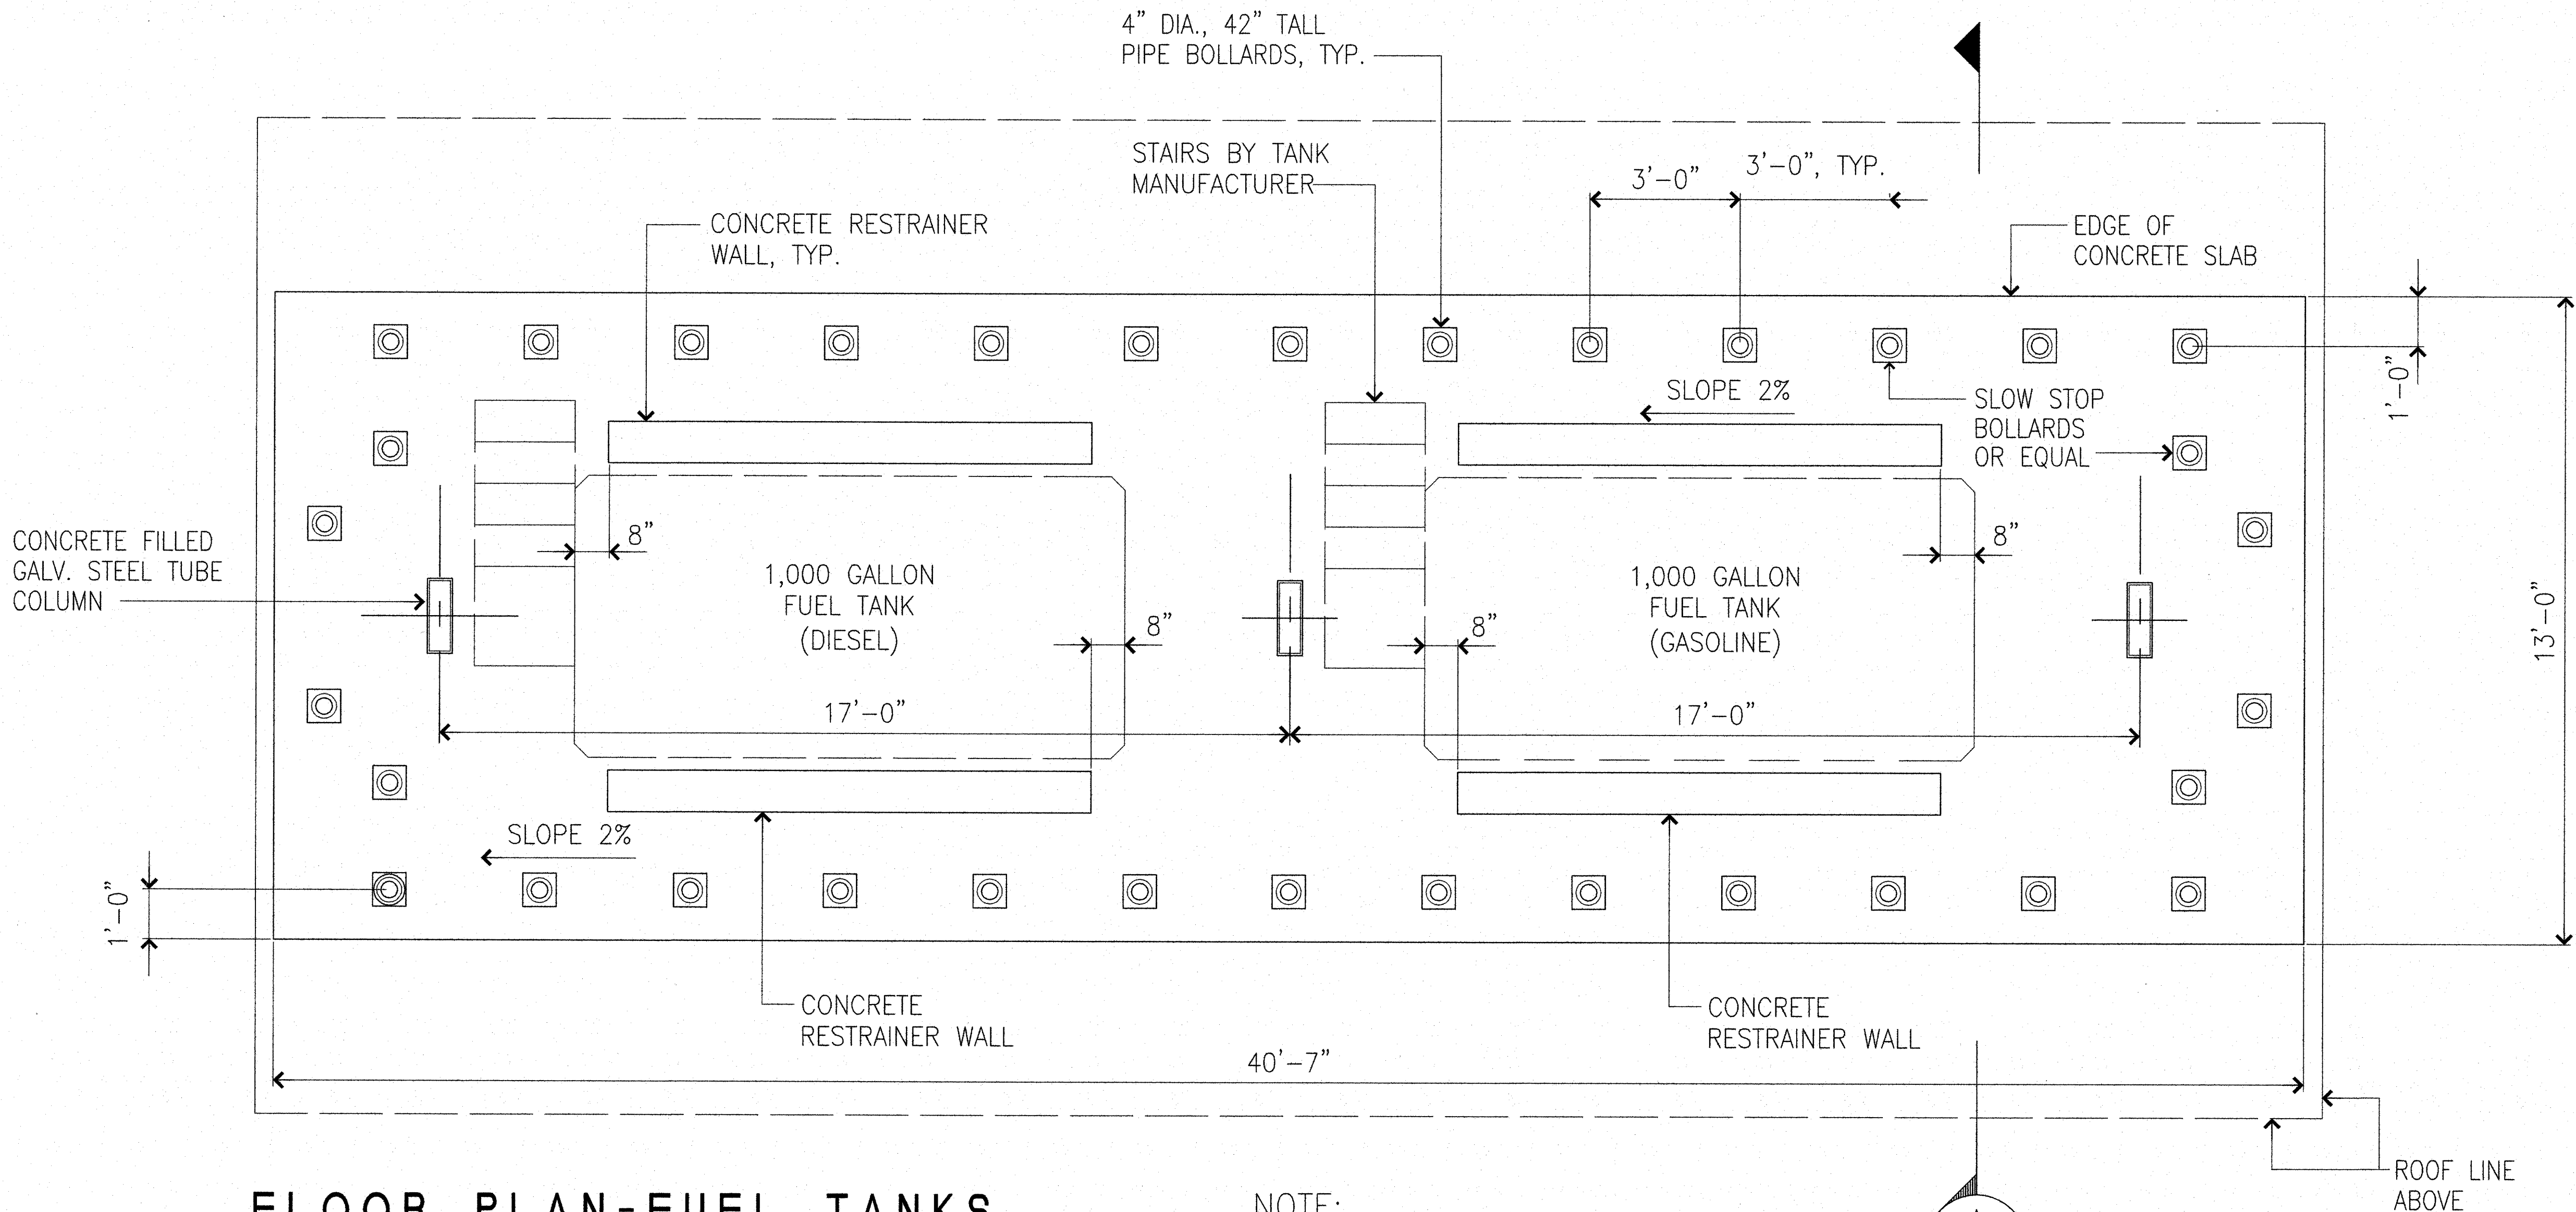 4” DIA., 42” TALL
PIPE BOLLARDS, TYP.
STAIRS BY TANK
MANUFACTURER
3’-0”
3’-0”, TYP.
CONCRETE RESTRAINER
WALL, TYP.
EDGE OF
CONCRETE SLAB
1’-0”
SLOPE 2%
SLOW STOP
BOLLARDS
OR EQUAL
CONCRETE FILLED
GALV. STEEL TUBE
COLUMN
8”
1,000 GALLON
FUEL TANK
(DIESEL)
8”
17’-0”
8”
1,000 GALLON
FUEL TANK
(GASOLINE)
8”
17’-0”
13’-0”
SLOPE 2%
1’-0”
CONCRETE
RESTRAINER WALL
CONCRETE
RESTRAINER WALL
40’-7”
ROOF LINE
ABOVE
FLOOR PLAN-FUEL TANKS
NOTE: